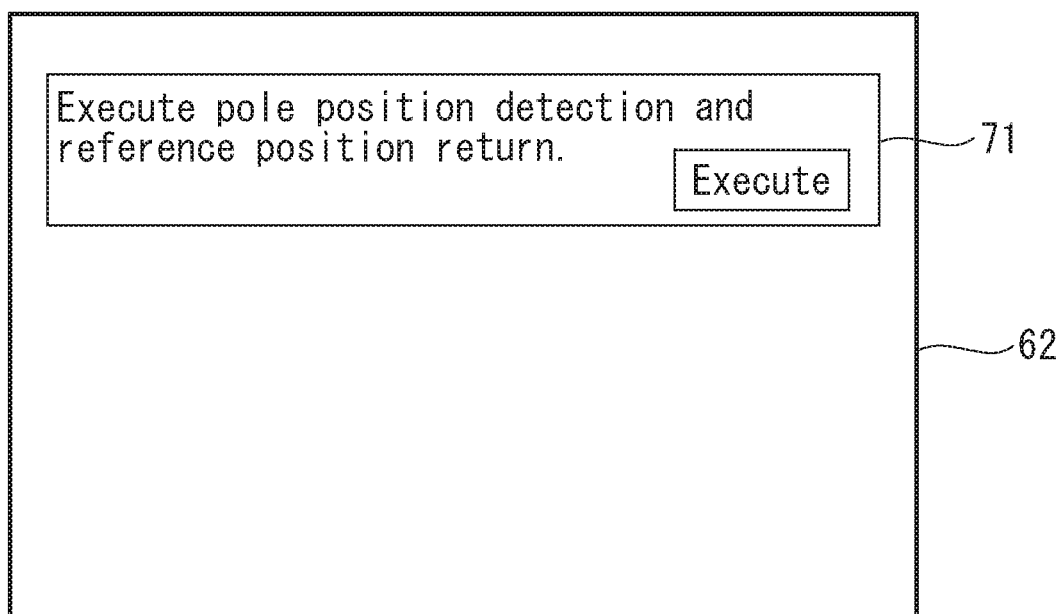 Execute pole position detection and
reference position return.
Execute
71
62